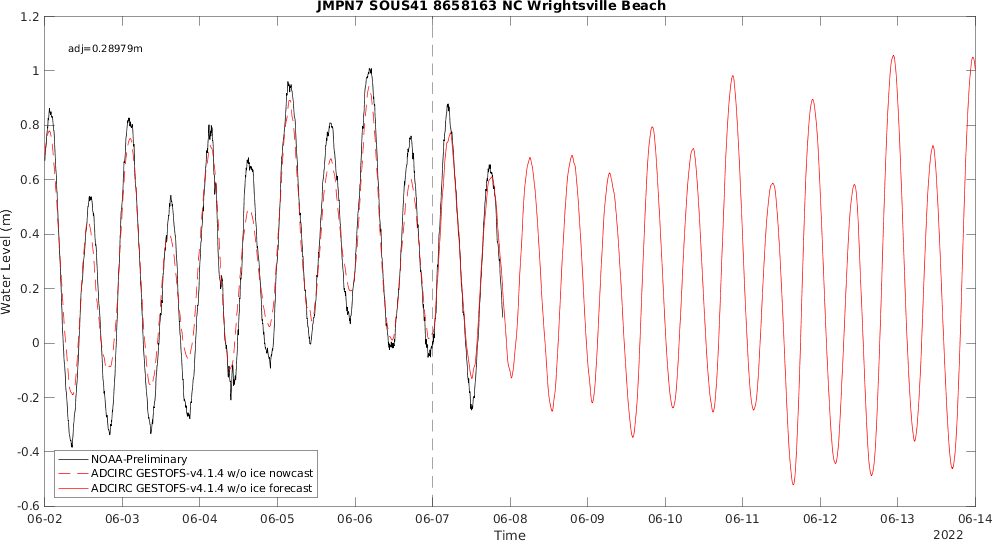 JMPN7 SOUS41 8658163 NC Wrightsville Beach
adj=0.28979m
Water Level (m)
1.2
1
0.8
0.6
0.4
0.2
0
-0.2
-0.4
-0.6
NOAA-Preliminary
ADCIRC GESTOFS-v4.1.4 w/o ice nowcast
ADCIRC GESTOFS-v4.1.4 w/o ice forecast
06-02 06-03 06-04 06-05 06-06 06-07 06-08 06-09 06-10 06-11 06-12 06-13 06-14
Time
2022